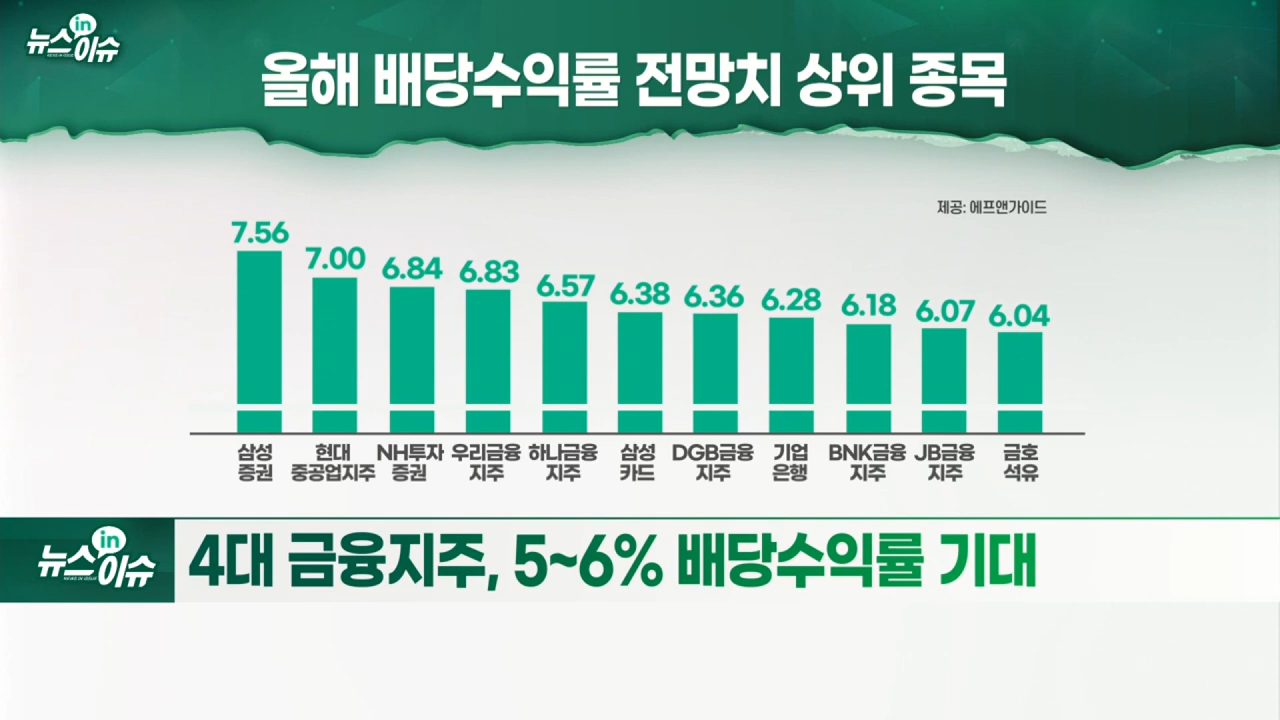 뉴스in이슈
올해 배당수익률 전망치 상위 종목
제공: 에프앤가이드
7.56
7.00
6.84
6.83
6.57
6.38
6.36
6.28
6.18
6.07
6.04
삼성
증권
현대
중공업지주
NH투자
증권
우리금융
지주
하나금융
지주
삼성
카드
DGB금융
지주
기업
은행
BNK금융
지주
JB금융
지주
금호
석유
뉴스in이슈
NEWS IN ISSUE
4대 금융지주, 5~6% 배당수익률 기대